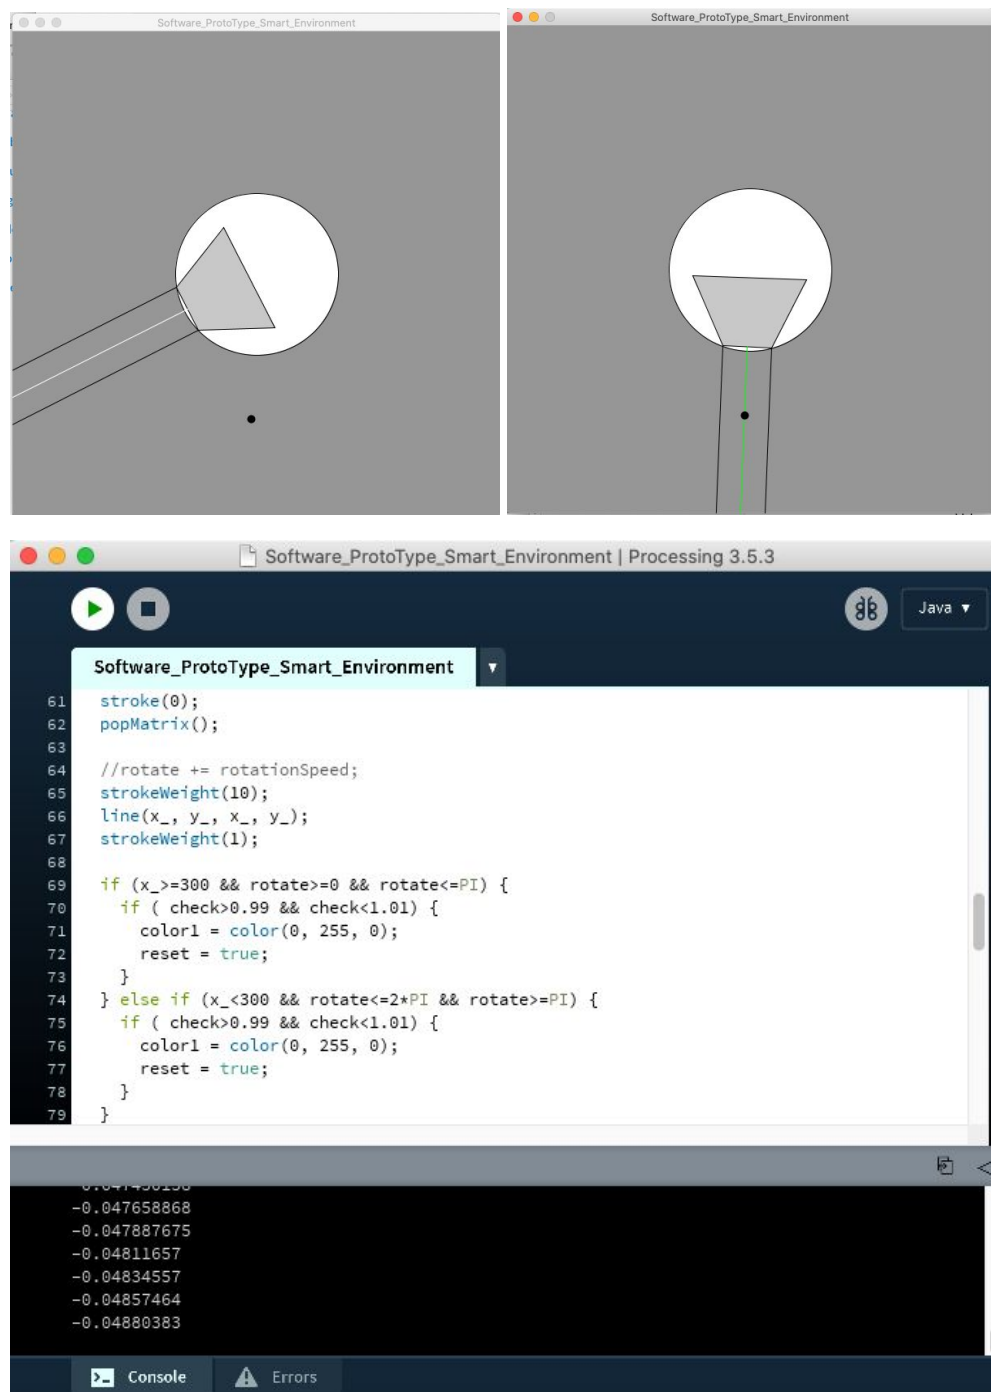 Software_ProtoType_Smart_Environment
Software_ProtoType_Smart_Environment
Software_ProtoType_Smart_Environment | Processing 3.5.3
Java ▼
Software_ProtoType_Smart_Environment ▼
61 stroke(0);
62 popMatrix();
63
64 //rotate += rotationSpeed;
65 strokeWeight(10);
66 line(x_, y_, x_, y_);
67 strokeWeight(1);
68
69 if (x_>=300 && rotate>=0 && rotate<=PI) {
70 if ( check>0.99 && check<1.01) {
71 color1 = color(0, 255, 0);
72 reset = true;
73 }
74 } else if (x_<300 && rotate<=2*PI && rotate>=PI) {
75 if ( check>0.99 && check<1.01) {
76 color1 = color(0, 255, 0);
77 reset = true;
78 }
79 }
-0.047658868
-0.047887675
-0.04811657
-0.04834557
-0.04857464
-0.04880383
Console Errors